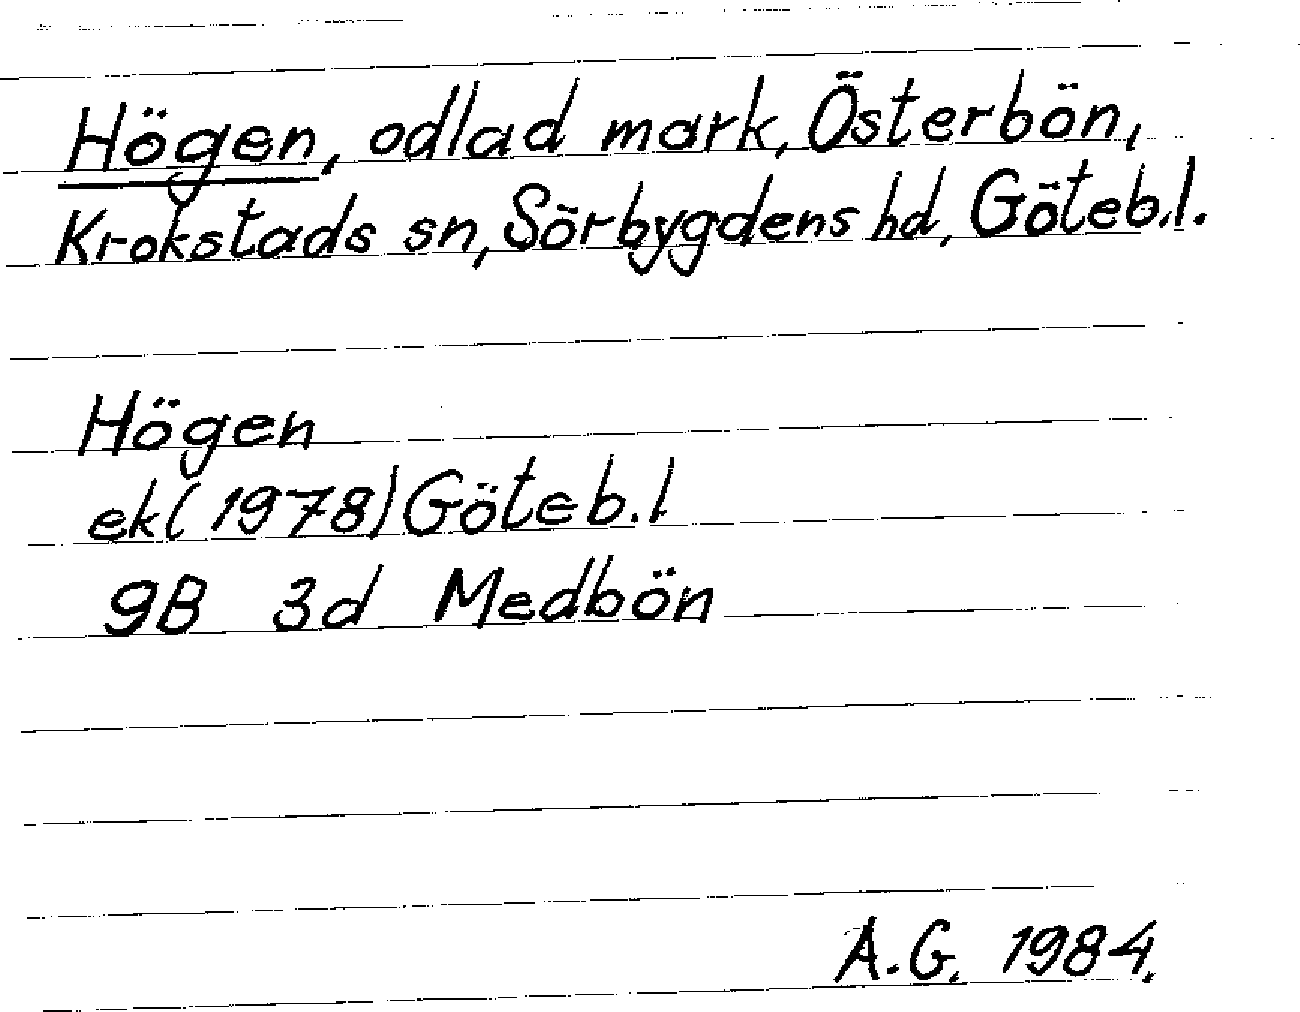 Högen, odlad mark, Österbön,
Krokstads sn, Sörbygdens hd, Göteb.l.
Högen
ek (1978) Göteb.l
9B 3d Medbön
A.G. 1984.